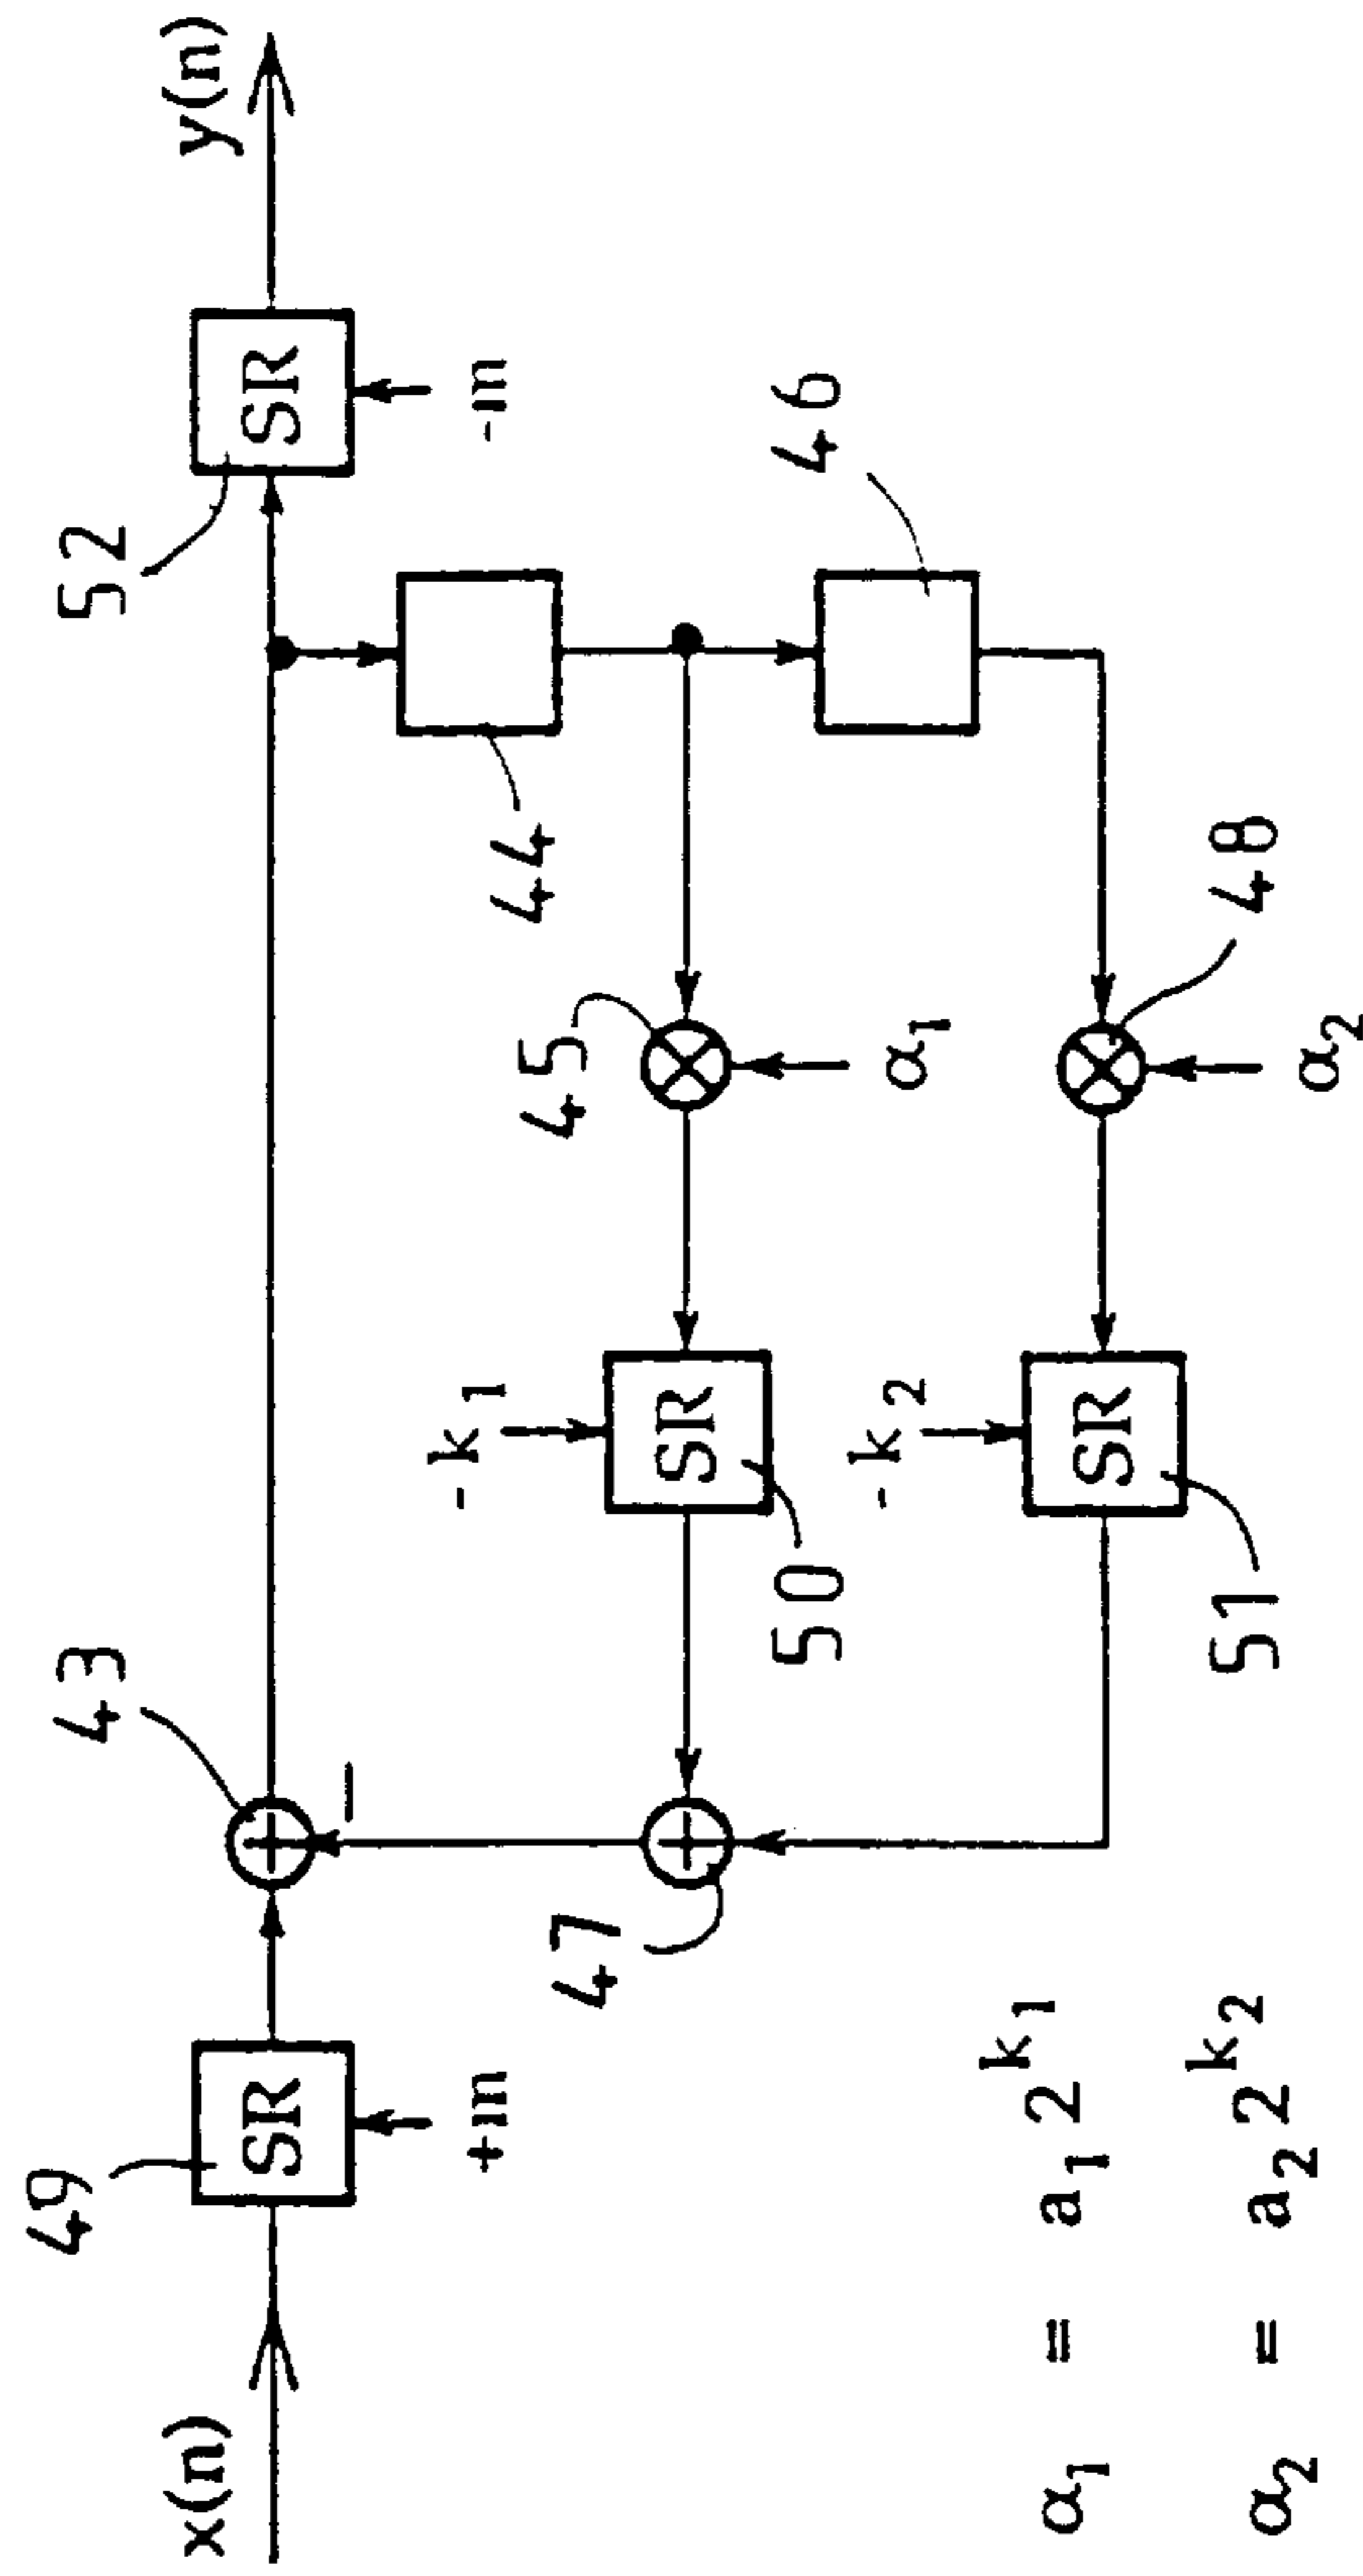 x(n)
49
SR
+m
43
52
SR
-m
y(n)
47
-k1
SR
50
45
α1
44
-k2
SR
51
48
α2
46
α1 = a1 2^k1
α2 = a2 2^k2